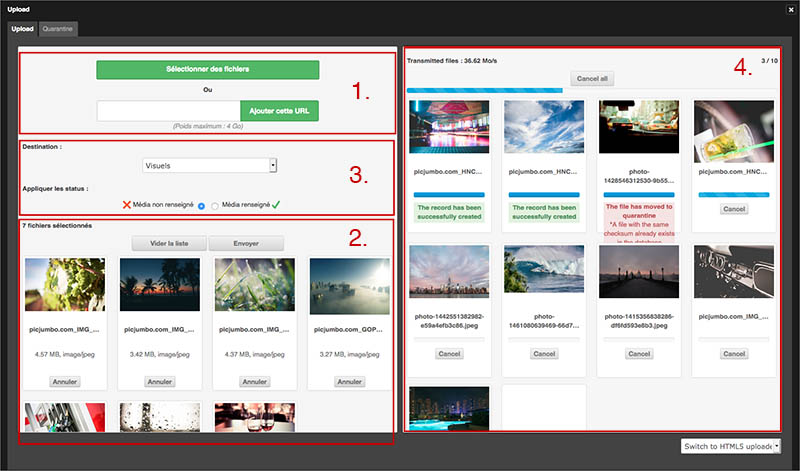 Upload
Upload
Quarantine
Sélectionner des fichiers
Ou
Ajouter cette URL
(Poids maximum : 4 Go)
1.
Destination :
Visuels
Appliquer les status :
Média non renseigné
Média renseigné
3.
7 fichiers sélectionnés
2.
Vider la liste
Envoyer
picjumbo.com_IMG_...
picjumbo.com_IMG_...
picjumbo.com_IMG_...
picjumbo.com_GOP...
4.57 MB, image/jpeg
3.42 MB, image/jpeg
4.37 MB, image/jpeg
3.27 MB, image/jpeg
Annuler
Annuler
Annuler
Annuler
Transmitted files : 36.62 Mo/s
4.
3 / 10
Cancel all
picjumbo.com_HNC...
picjumbo.com_HNC...
photo-
1428546312530-9b55...
picjumbo.com_HNC...
The record has been
successfully created
The record has been
successfully created
The file has moved to
quarantine
*A file with the same
checksum already exists
in the database
Cancel
photo-1442551382982-
e59a4efb3c86.jpeg
photo-
1461080639469-66d7...
photo-1415356838286-
df6fd593e8b3.jpeg
picjumbo.com_IMG_...
Cancel
Cancel
Cancel
Cancel
Switch to HTML5 uploade